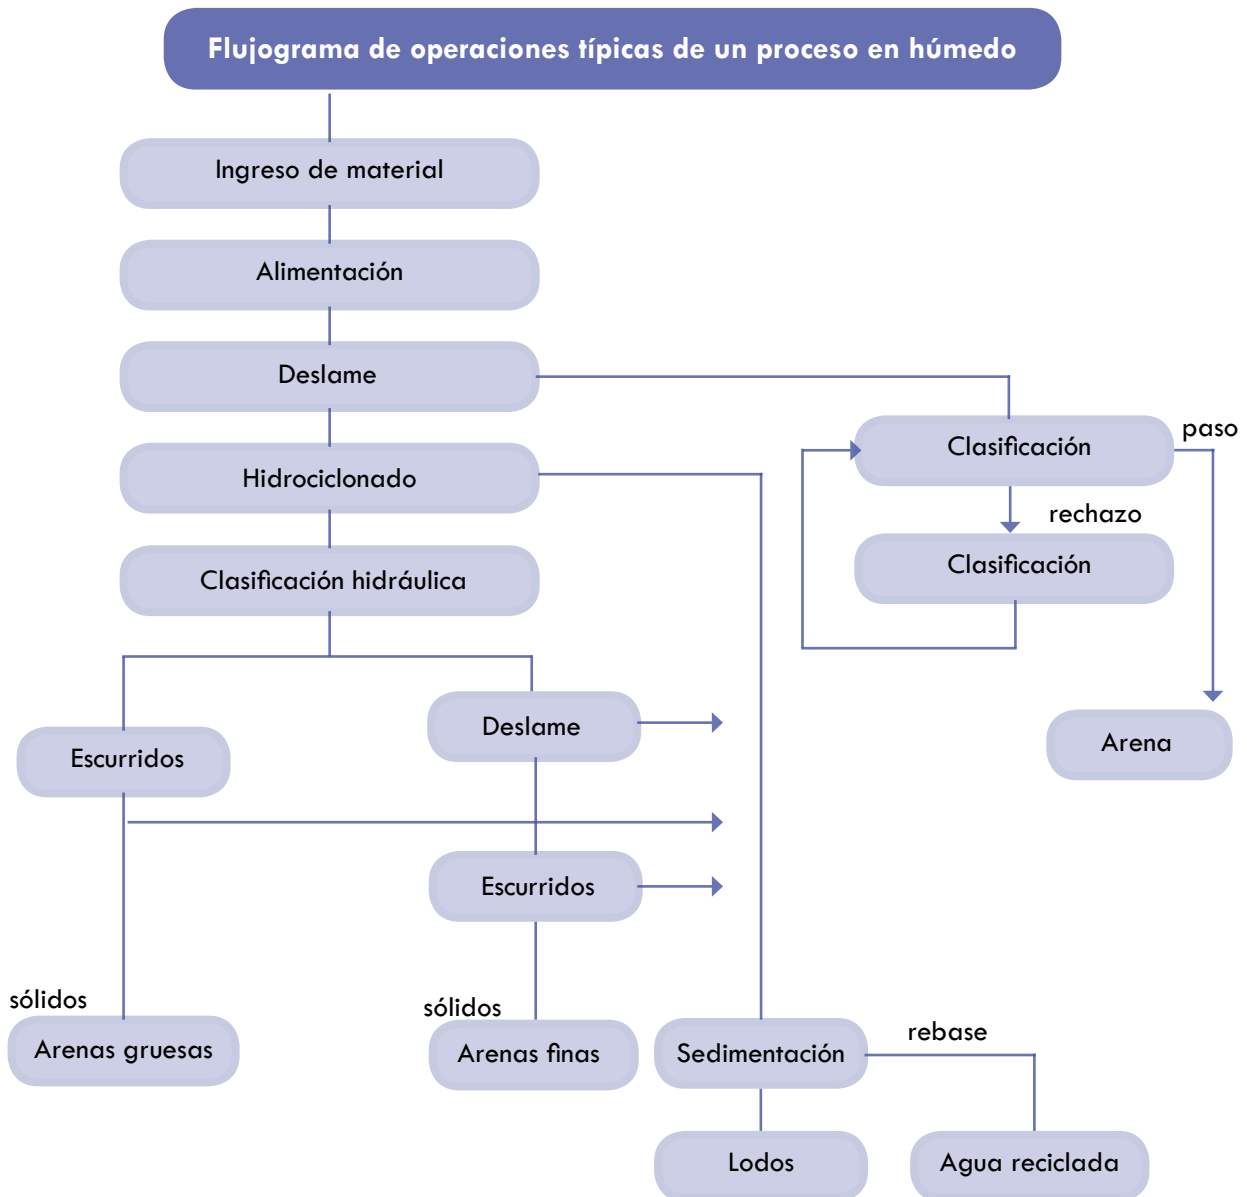 Flujograma de operaciones típicas de un proceso en húmedo
Ingreso de material
Alimentación
Deslame
Hidrociclonado
Clasificación hidráulica
Clasificación
paso
rechazo
Clasificación
Arena
Escurridos
Deslame
Escurridos
sólidos
Arenas gruesas
sólidos
Arenas finas
Sedimentación
rebase
Lodos
Agua reciclada